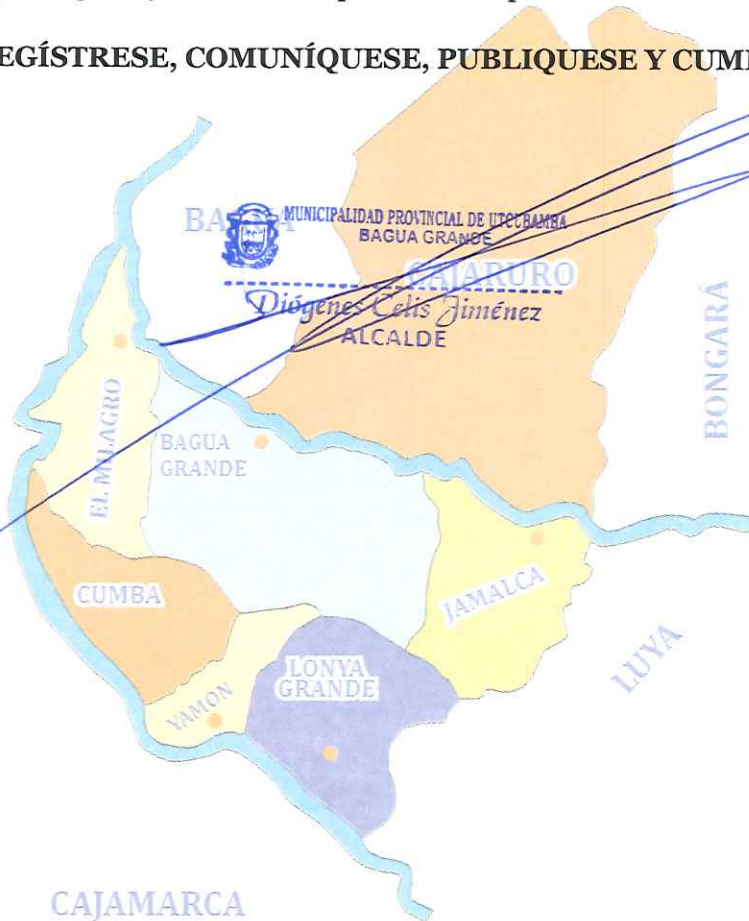 EGÍSTRESE, COMUNÍQUESE, PUBLIQUESE Y CUM
MUNICIPALIDAD PROVINCIAL DE UTCUBAMBA
BAGUA GRANDE
Diógenes Celis Jiménez
ALCALDE
BAGUA
CAJARURO
BONGARÁ
EL MILAGRO
BAGUA
GRANDE
CUMBA
JAMALCA
LUYA
LONYA
GRANDE
YAMON
CAJAMARCA